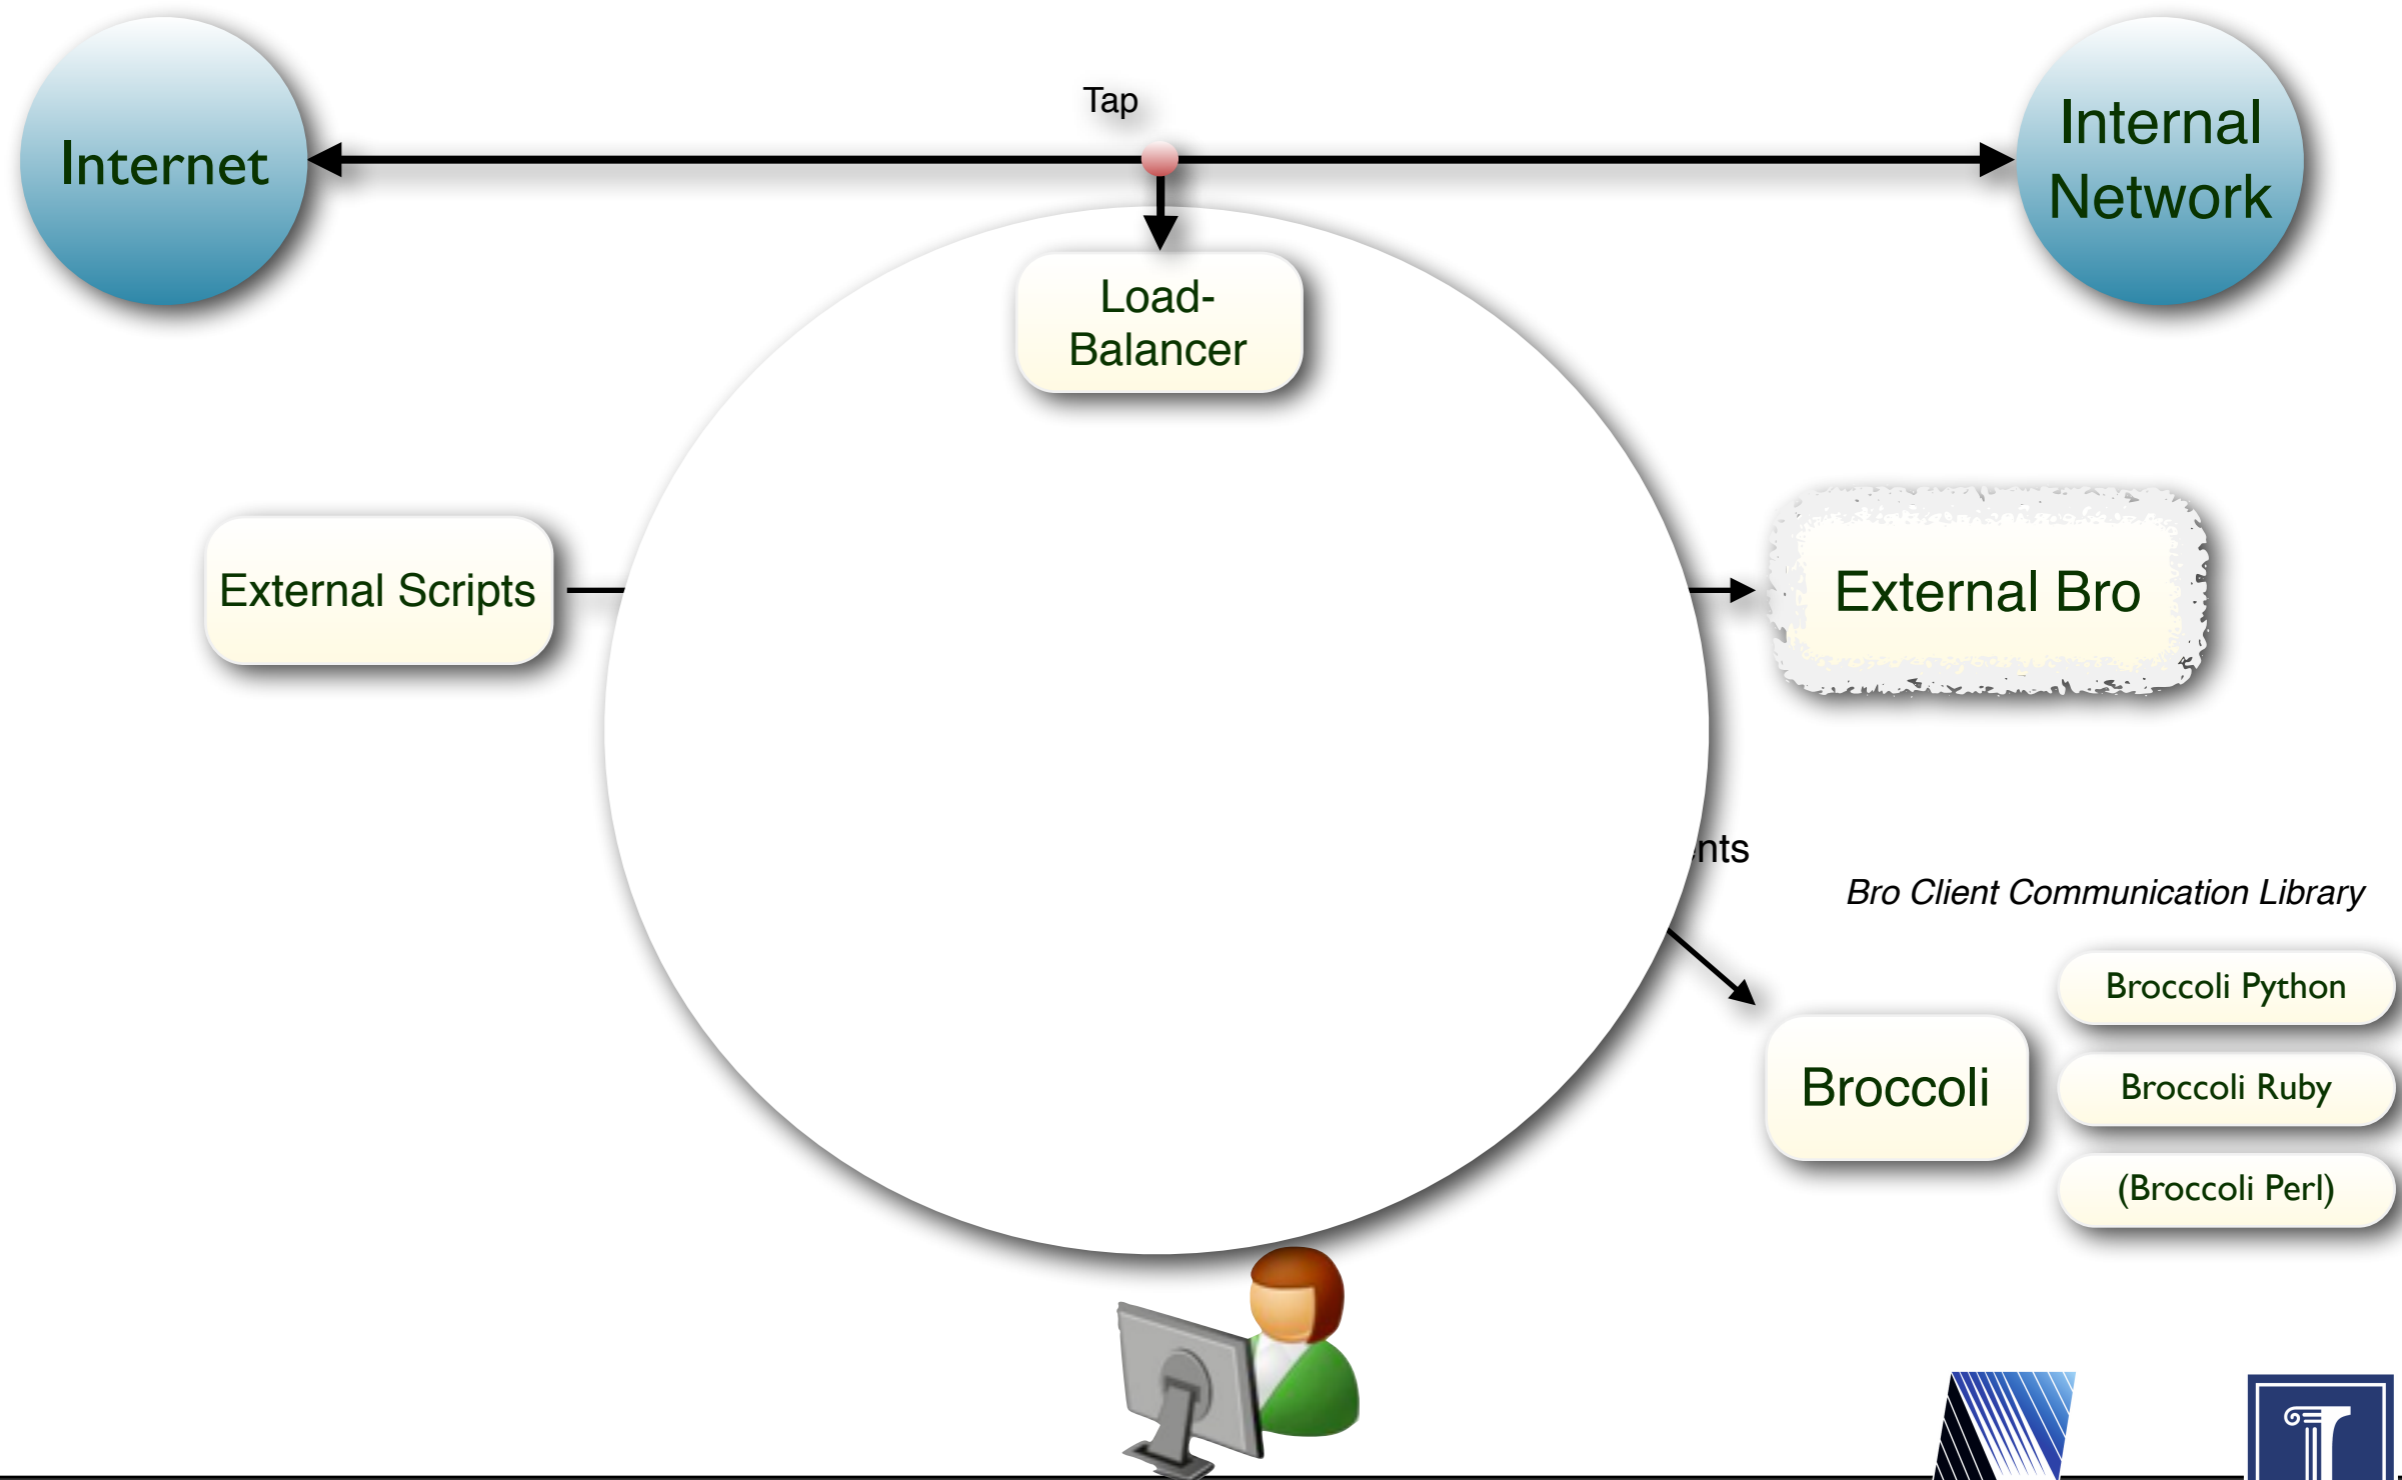 Tap
Internet
Internal
Network
Load-
Balancer
External Scripts
External Bro
Bro Client Communication Library
Broccoli Python
Broccoli
Broccoli Ruby
(Broccoli Perl)